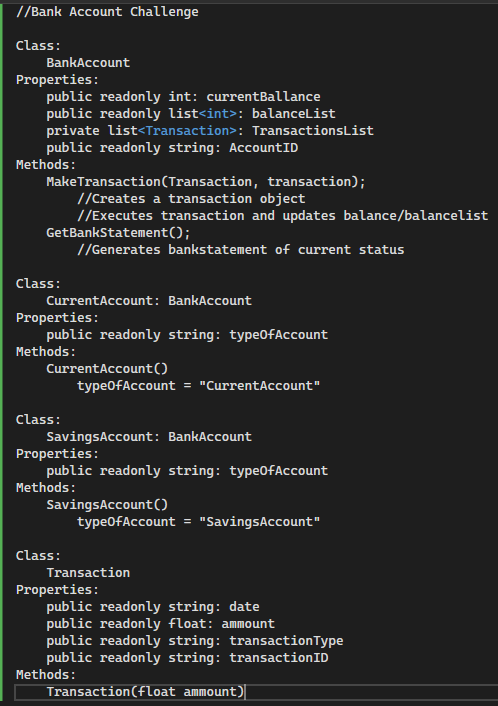 //Bank Account Challenge
Class:
BankAccount
Properties:
public readonly int: currentBallance
public readonly list<int>: balanceList
private list<Transaction>: TransactionsList
public readonly string: AccountID
Methods:
MakeTransaction(Transaction, transaction);
//Creates a transaction object
//Executes transaction and updates balance/balancelist
GetBankStatement();
//Generates bankstatement of current status
Class:
CurrentAccount: BankAccount
Properties:
public readonly string: typeOfAccount
Methods:
CurrentAccount()
typeOfAccount = "CurrentAccount"
Class:
SavingsAccount: BankAccount
Properties:
public readonly string: typeOfAccount
Methods:
SavingsAccount()
typeOfAccount = "SavingsAccount"
Class:
Transaction
Properties:
public readonly string: date
public readonly float: ammount
public readonly string: transactionType
public readonly string: transactionID
Methods:
Transaction(float ammount)